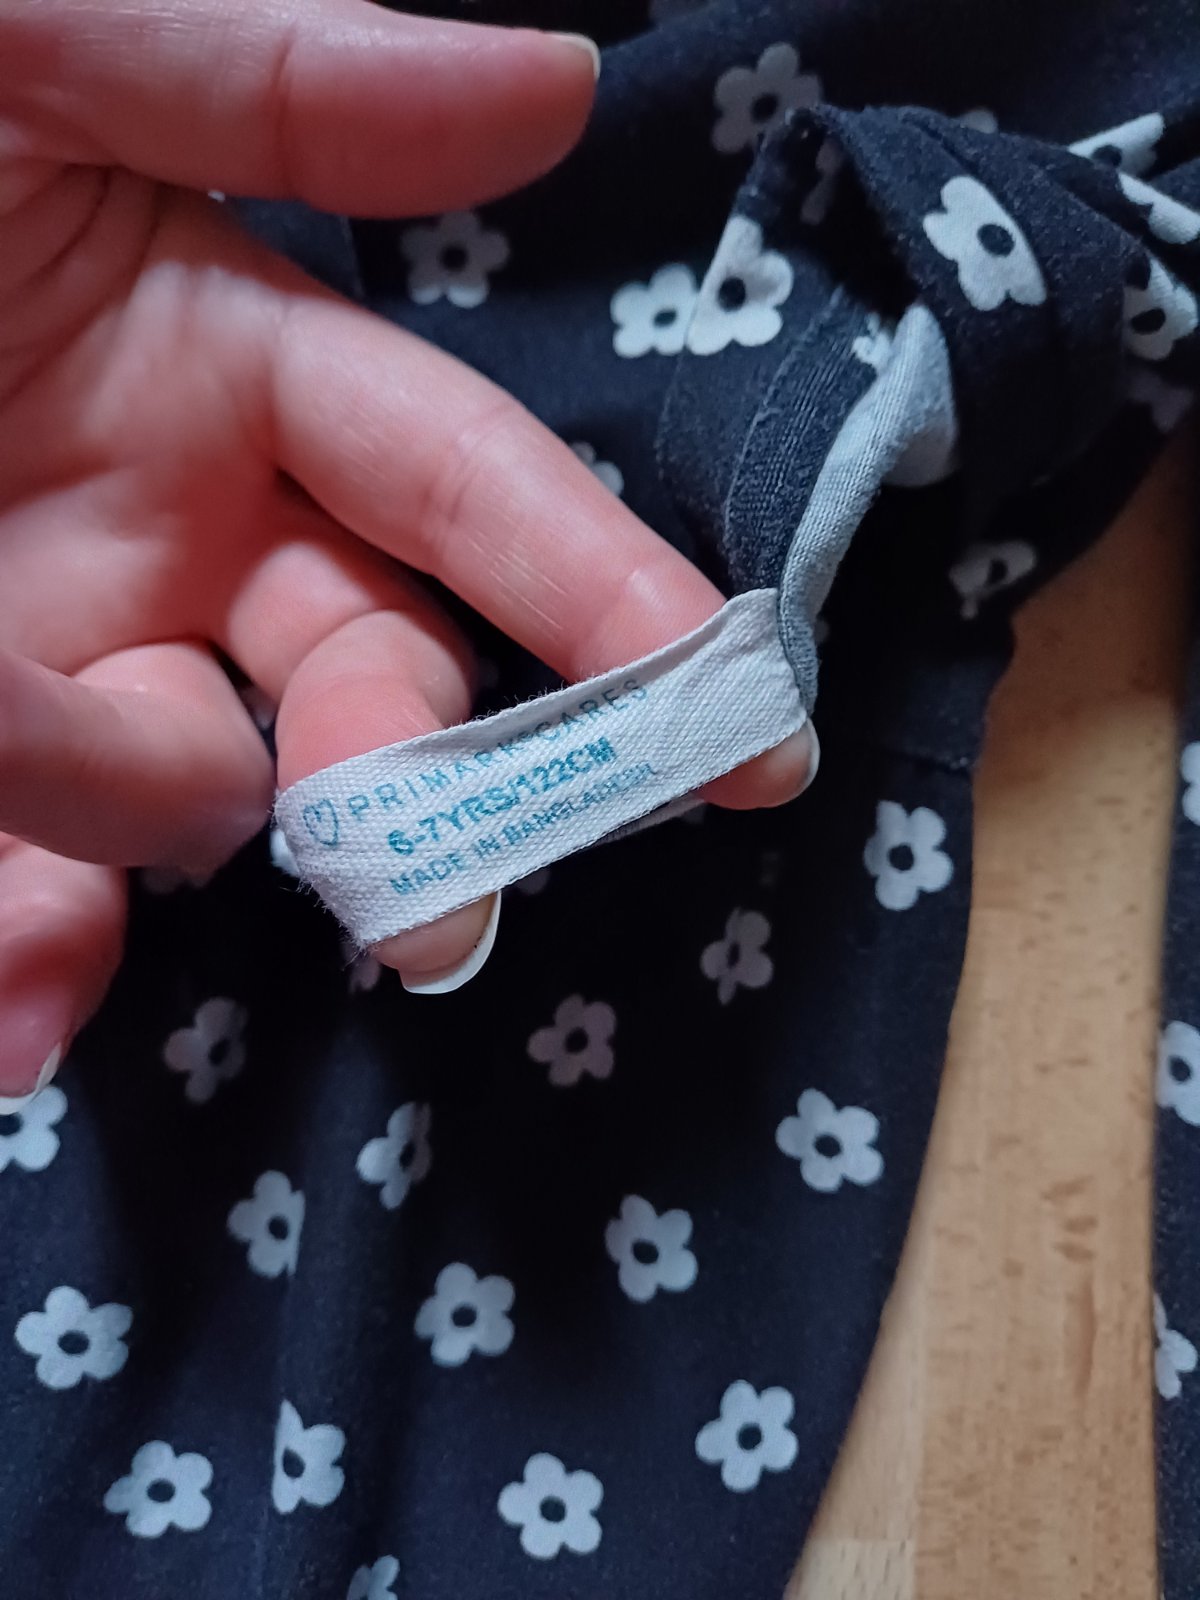 PRIMARK CARES
6-7YRS/122CM
MADE IN BANGLADESH